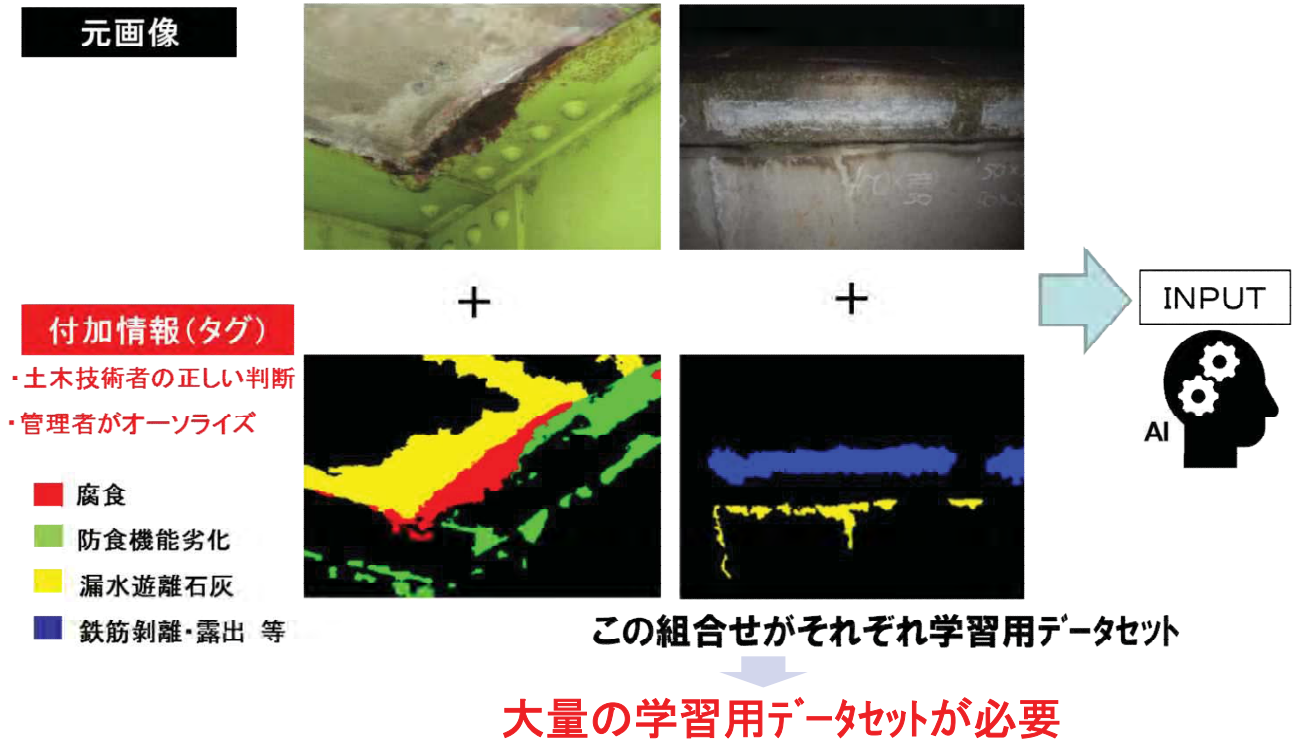 元画像
付加情報(タグ)
・土木技術者の正しい判断
・管理者がオーソライズ
腐食
防食機能劣化
漏水遊離石灰
鉄筋剝離・露出 等
INPUT
AI
この組合せがそれぞれ学習用データセット
大量の学習用データセットが必要